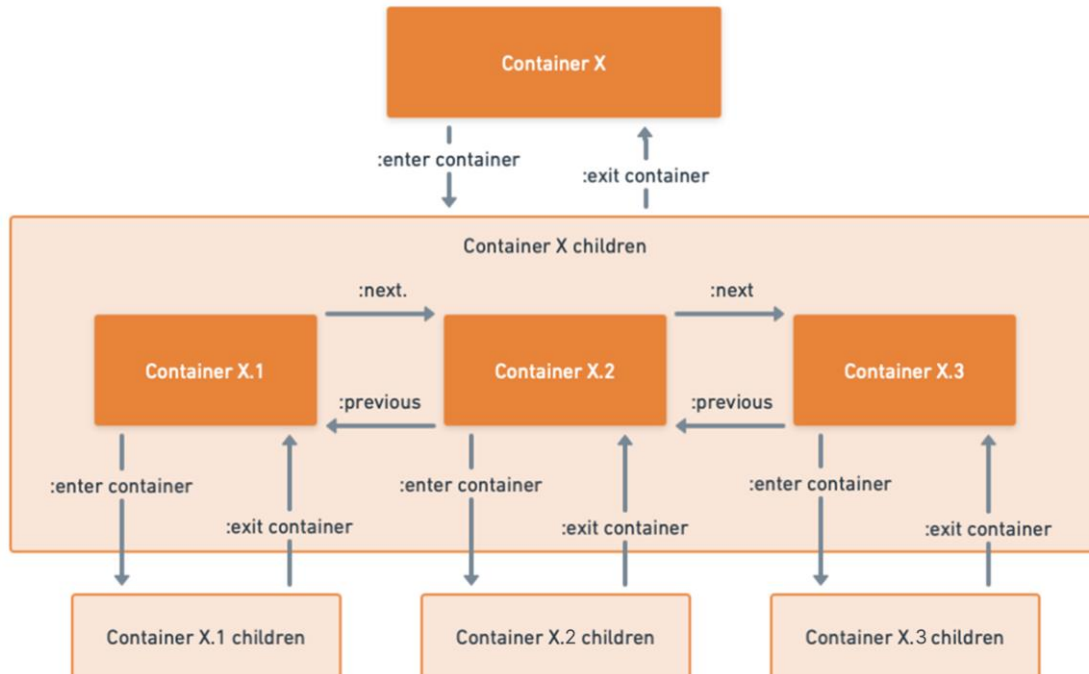 Container X
:enter container
:exit container
Container X children
:next.
:next
Container X.1
Container X.2
Container X.3
:previous
:previous
:enter container
:enter container
:enter container
:exit container
:exit container
:exit container
Container X.1 children
Container X.2 children
Container X.3 children